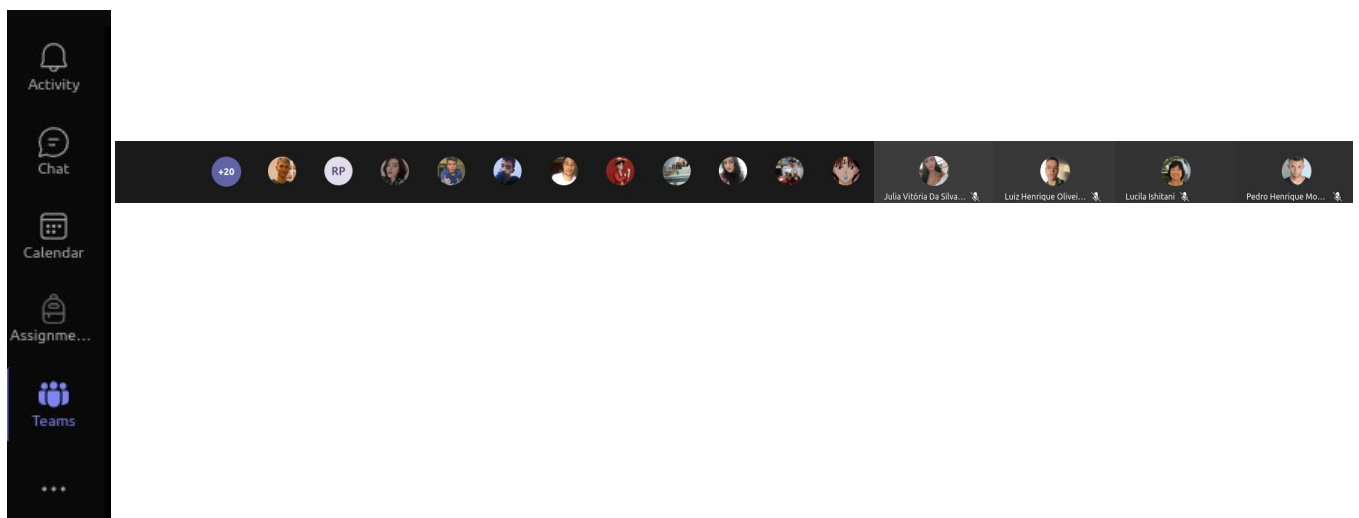 Activity
Chat
Calendar
Assignme...
Teams
+20
RP
Julia Vitória Da Silva...
Luiz Henrique Olivei...
Lucila Ishitani
Pedro Henrique Mo...